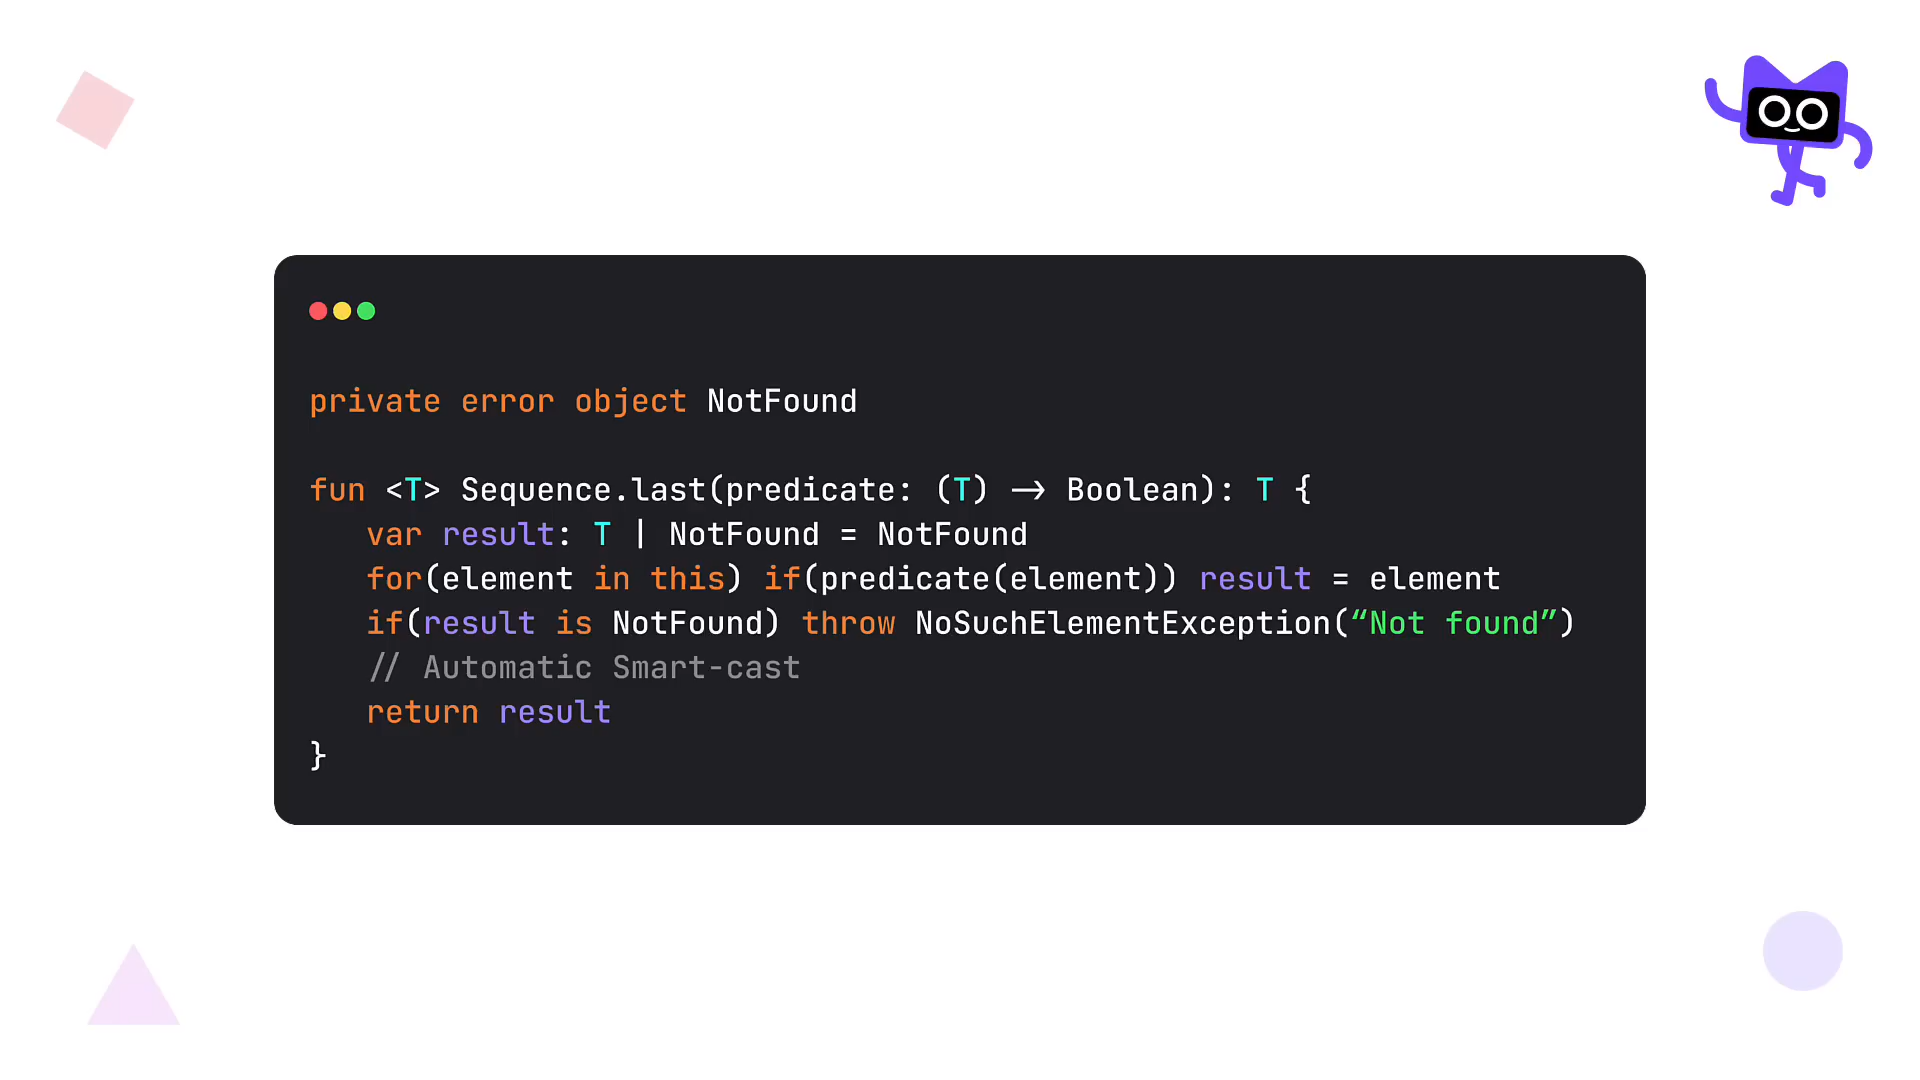 private error object NotFound
fun <T> Sequence.last(predicate: (T) -> Boolean): T {
var result: T | NotFound = NotFound
for(element in this) if(predicate(element)) result = element
if(result is NotFound) throw NoSuchElementException(“Not found”)
// Automatic Smart-cast
return result
}